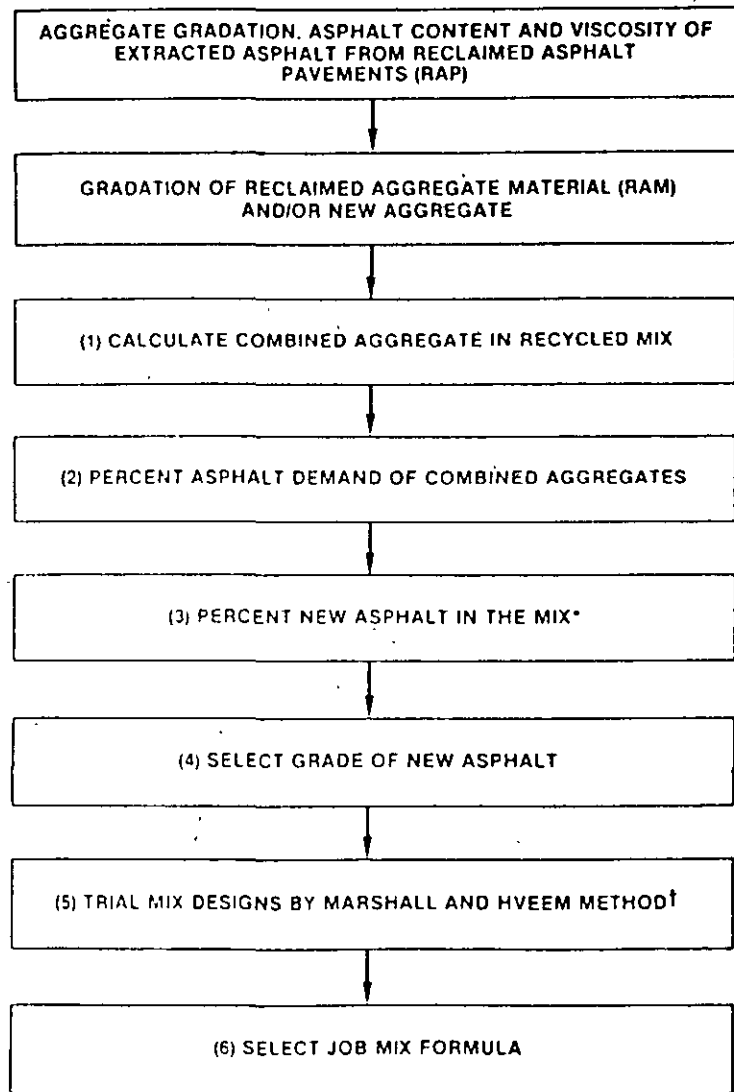 AGGREGATE GRADATION. ASPHALT CONTENT AND VISCOSITY OF
EXTRACTED ASPHALT FROM RECLAIMED ASPHALT
PAVEMENTS (RAP)
GRADATION OF RECLAIMED AGGREGATE MATERIAL (RAM)
AND/OR NEW AGGREGATE
(1) CALCULATE COMBINED AGGREGATE IN RECYCLED MIX
(2) PERCENT ASPHALT DEMAND OF COMBINED AGGREGATES
(3) PERCENT NEW ASPHALT IN THE MIX*
(4) SELECT GRADE OF NEW ASPHALT
(5) TRIAL MIX DESIGNS BY MARSHALL AND HVEEM METHOD†
(6) SELECT JOB MIX FORMULA